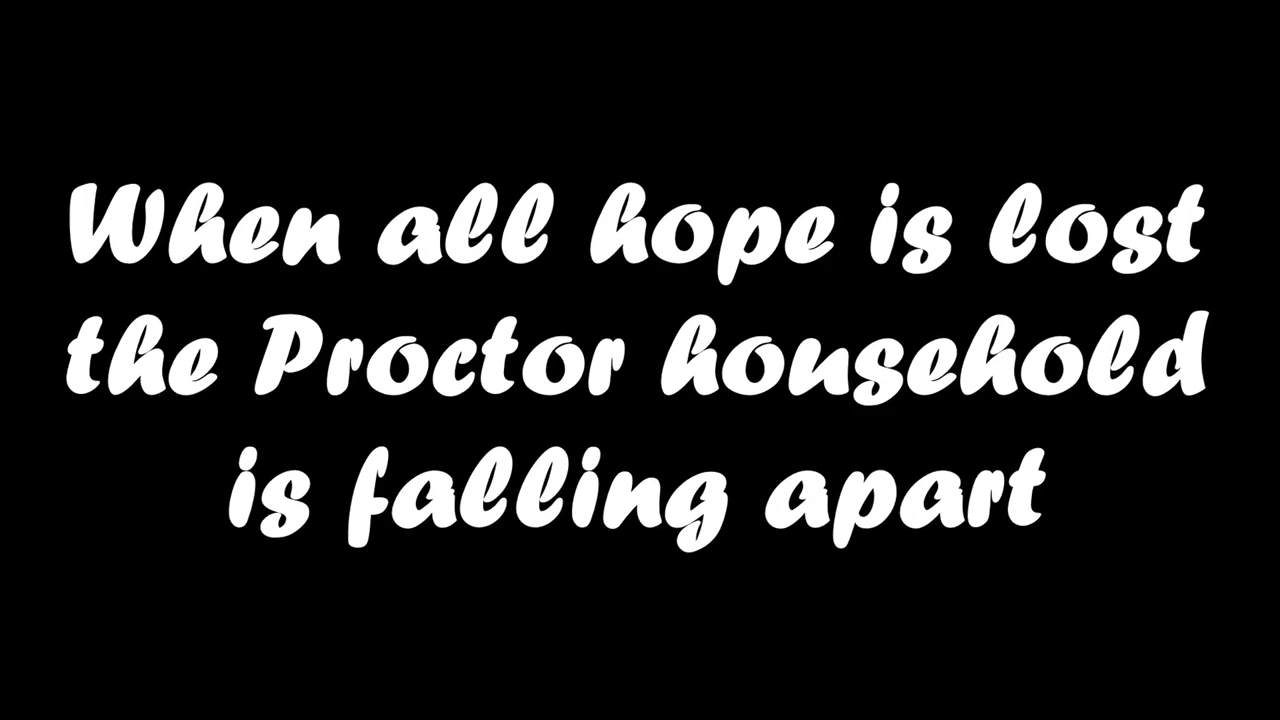 When all hope is lost
the Proctor household
is falling apart